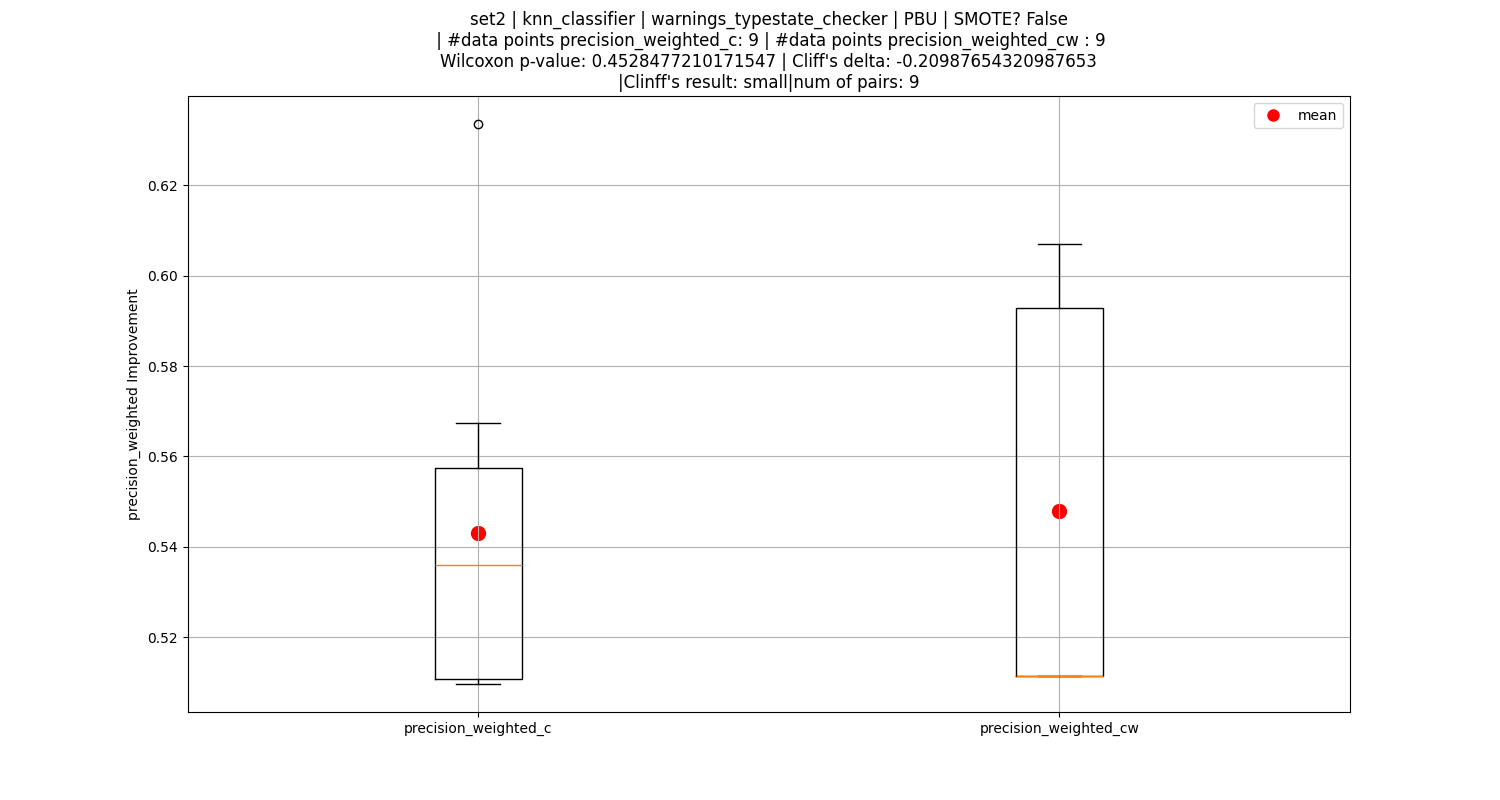 set2 | knn_classifier | warnings_typestate_checker | PBU | SMOTE? False
| #data points precision_weighted_c: 9 | #data points precision_weighted_cw : 9
Wilcoxon p-value: 0.4528477210171547 | Cliff's delta: -0.20987654320987653
|Clinff's result: small|num of pairs: 9
mean
0.62
0.60
0.58
0.56
0.54
0.52
precision_weighted Improvement
precision_weighted_c
precision_weighted_cw